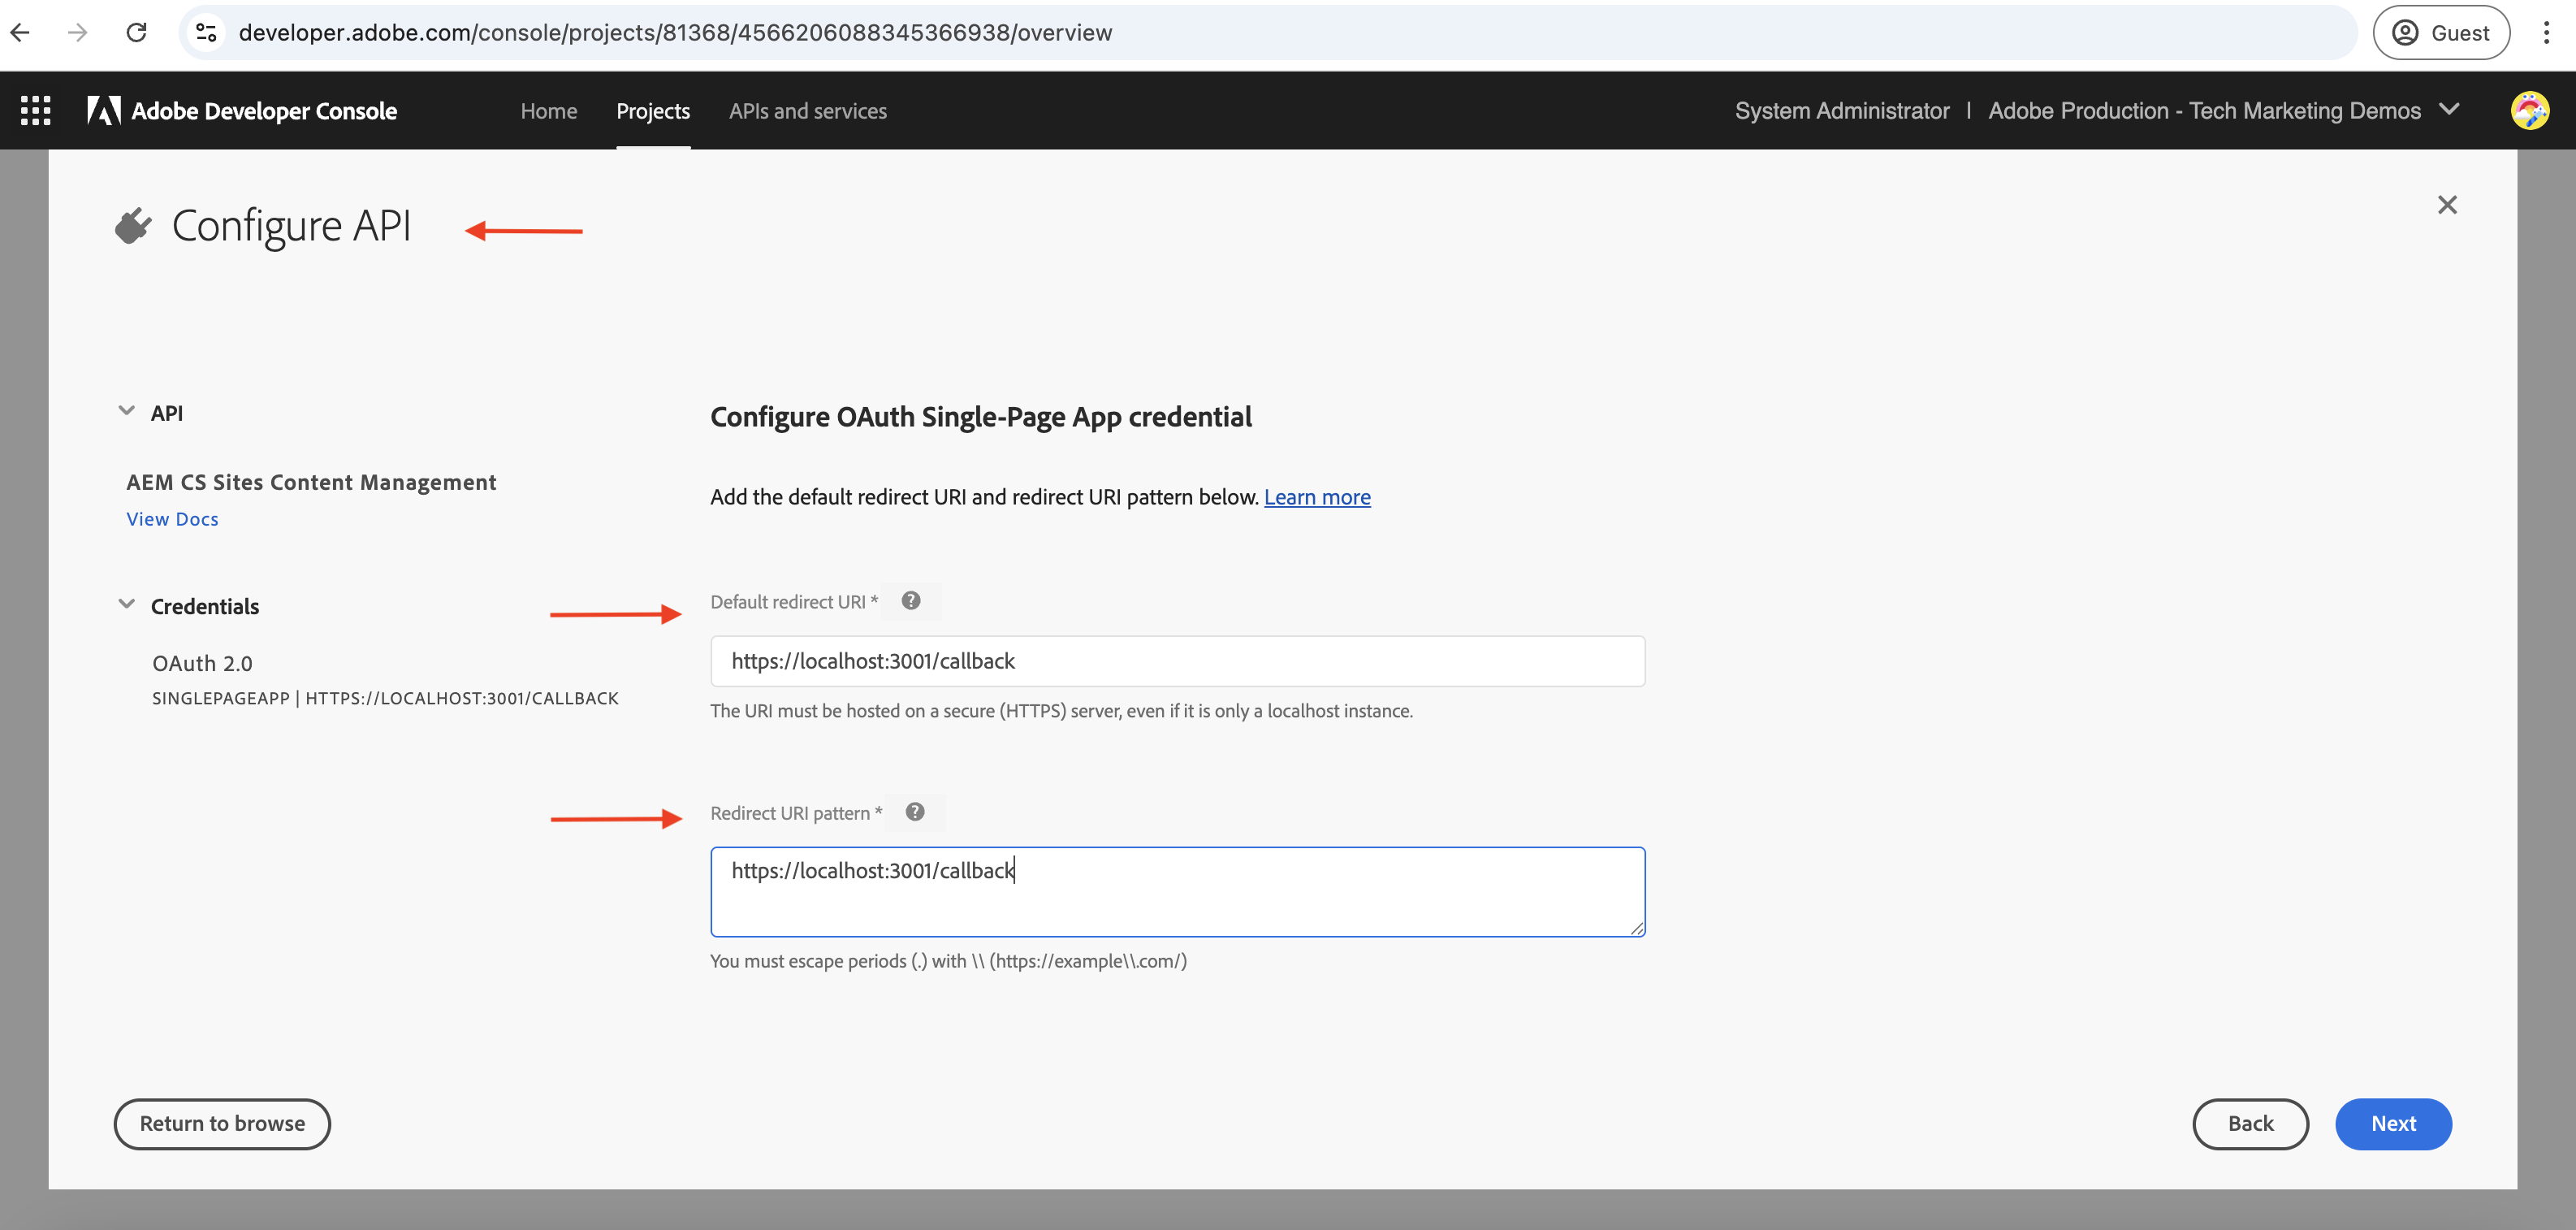 developer.adobe.com/console/projects/81368/4566206088345366938/overview
Guest
Adobe Developer Console
Home
Projects
APIs and services
System Administrator | Adobe Production - Tech Marketing Demos
Configure API
API
AEM CS Sites Content Management
View Docs
Credentials
OAuth 2.0
SINGLEPAGEAPP | HTTPS://LOCALHOST:3001/CALLBACK
Configure OAuth Single-Page App credential
Add the default redirect URI and redirect URI pattern below. Learn more
Default redirect URI *
https://localhost:3001/callback
The URI must be hosted on a secure (HTTPS) server, even if it is only a localhost instance.
Redirect URI pattern *
https://localhost:3001/callback
You must escape periods (.) with \\ (https://example\\.com/)
Return to browse
Back
Next